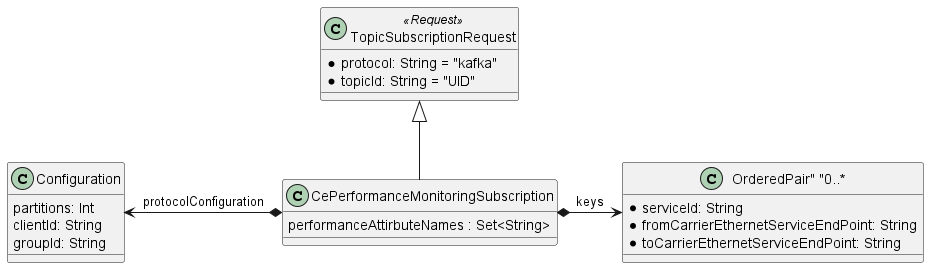 C
«Request»
TopicSubscriptionRequest
protocol: String = "kafka"
topicId: String = "UID"
C Configuration
partitions: Int
clientId: String
groupId: String
protocolConfiguration
C CePerformanceMonitoringSubscription
performanceAttirbuteNames : Set<String>
keys
C OrderedPair" "0..*
serviceId: String
fromCarrierEthernetServiceEndPoint: String
toCarrierEthernetServiceEndPoint: String